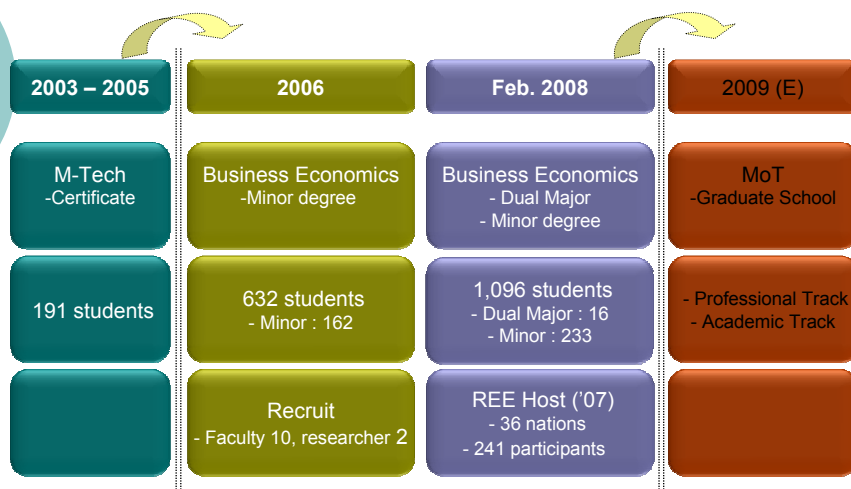 2003 – 2005
M-Tech
-Certificate
191 students
2006
Business Economics
-Minor degree
632 students
- Minor : 162
Recruit
- Faculty 10, researcher 2
Feb. 2008
Business Economics
- Dual Major
- Minor degree
1,096 students
- Dual Major : 16
- Minor : 233
REE Host ('07)
- 36 nations
- 241 participants
2009 (E)
MoT
-Graduate School
- Professional Track
- Academic Track